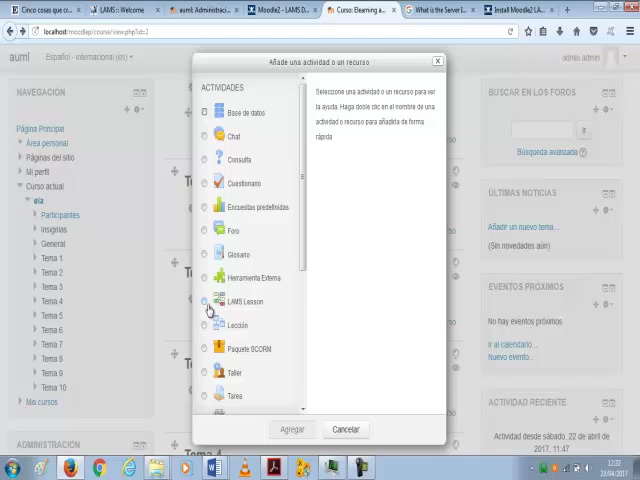 Cinco cosas que c...
LAMS :: Welcome
auml: Administraci...
Moodle2 - LAMS D...
Curso: Elearning a...
What is the Server L...
Install Moodle2 LA...
localhost/moodlep/course/view.php?id=2
auml
Español - internacional (es)
admin admin
NAVEGACIÓN
Página Principal
Área personal
Páginas del sitio
Mi perfil
Curso actual
ela
Participantes
Insignias
General
Tema 1
Tema 2
Tema 3
Tema 4
Tema 5
Tema 6
Tema 7
Tema 8
Tema 9
Tema 10
Mis cursos
ADMINISTRACIÓN
Añade una actividad o un recurso
ACTIVIDADES
Base de datos
Chat
Consulta
Cuestionario
Encuestas predefinidas
Foro
Glosario
Herramienta Externa
LAMS Lesson
Lección
Paquete SCORM
Taller
Tarea
Seleccione una actividad o un recurso para ver
la ayuda. Haga doble clic en el nombre de una
actividad o recurso para añadirla de forma
rápida
Agregar
Cancelar
Tema 4
BUSCAR EN LOS FOROS
Ir
Búsqueda avanzada
ÚLTIMAS NOTICIAS
Añadir un nuevo tema...
(Sin novedades aún)
EVENTOS PRÓXIMOS
No hay eventos próximos
Ir al calendario...
Nuevo evento...
ACTIVIDAD RECIENTE
Actividad desde sábado, 22 de abril
de 2017, 11:47
12:32
23/04/2017